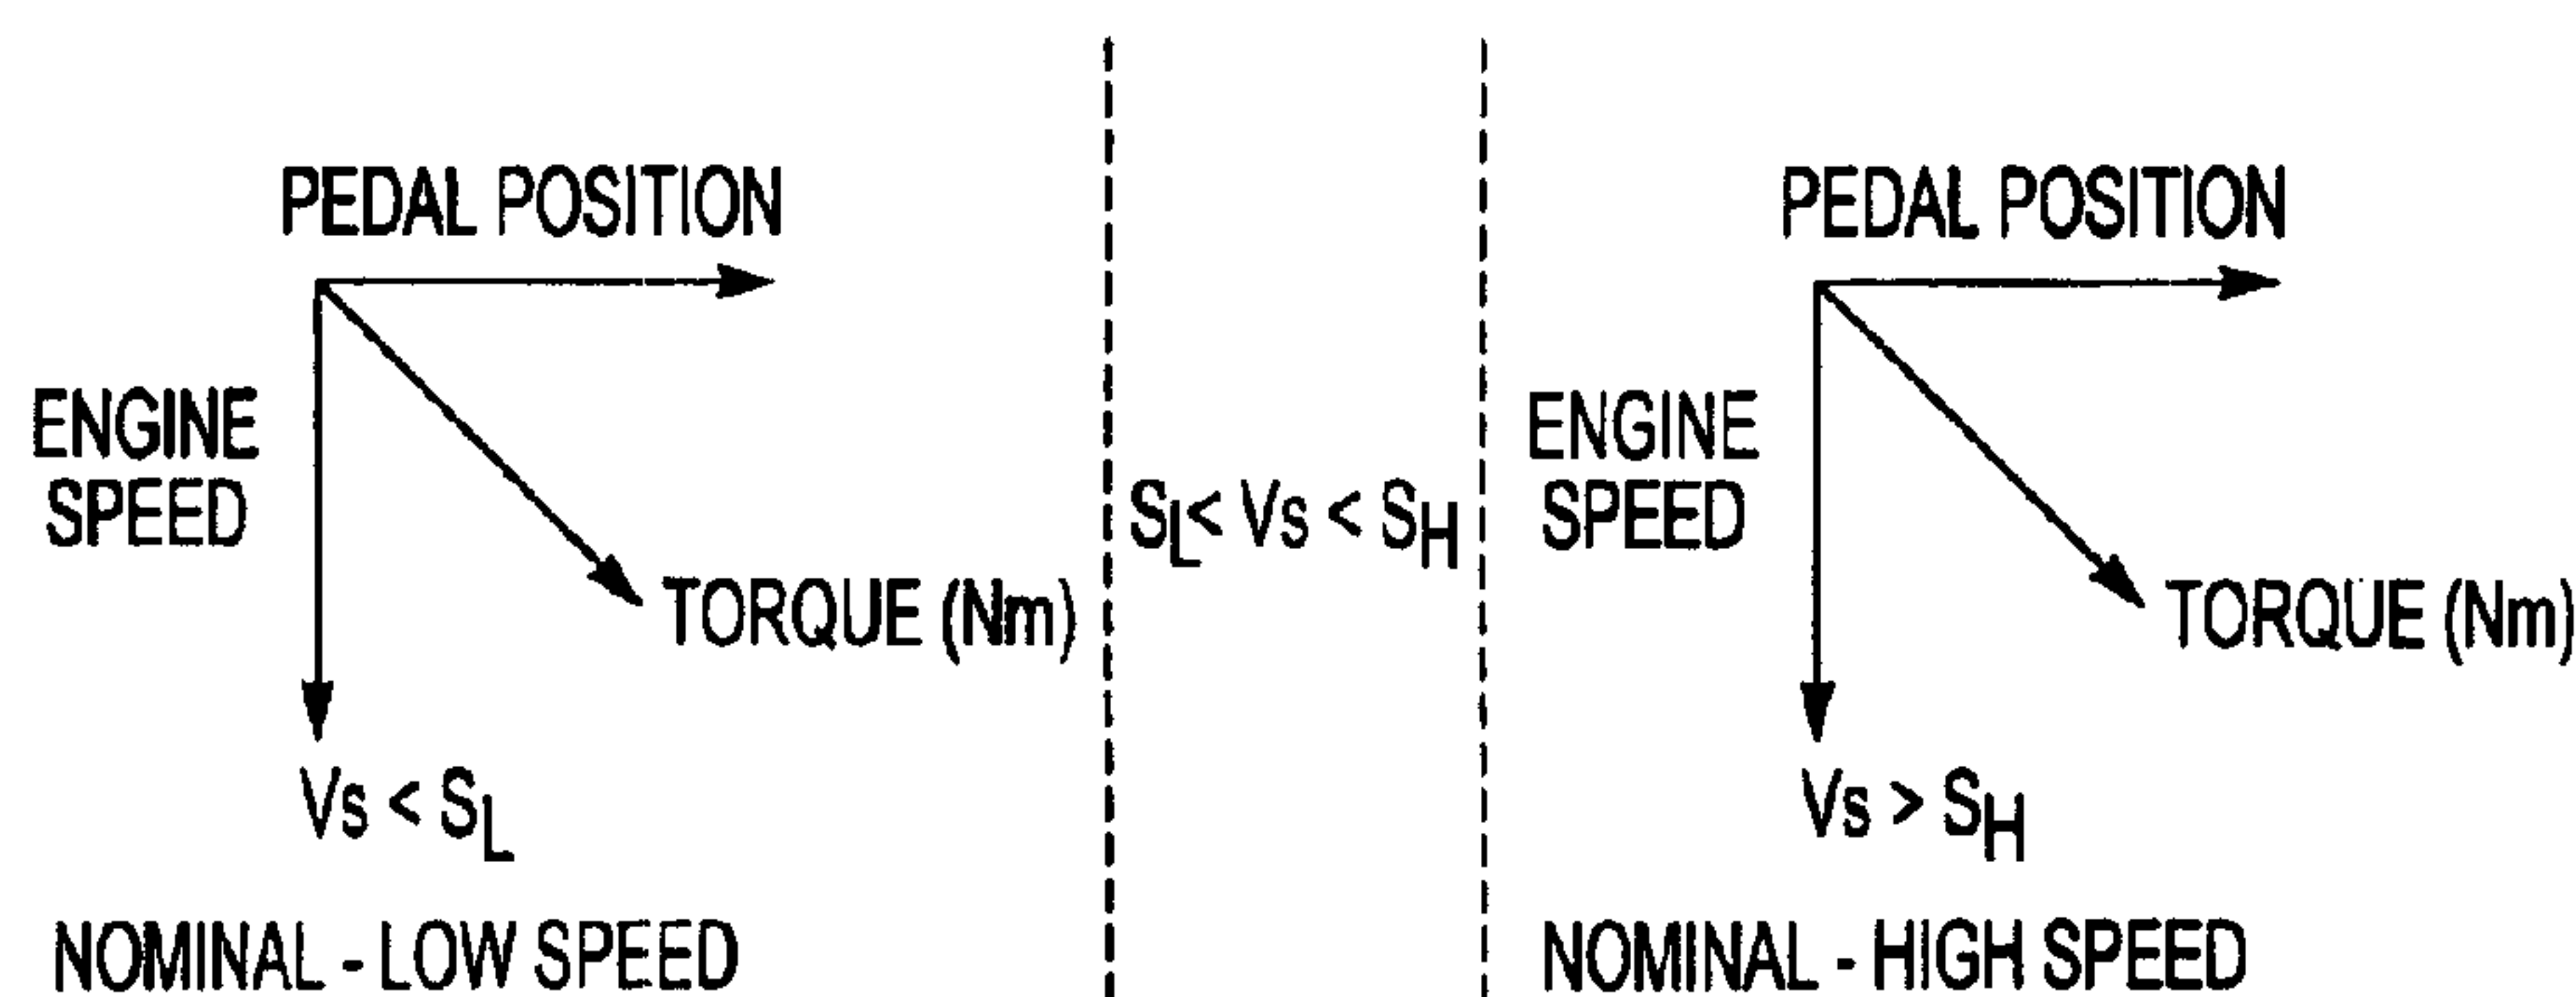 PEDAL POSITION
ENGINE
SPEED
TORQUE (Nm)
Vs < SL
NOMINAL - LOW SPEED
SL< Vs < SH
PEDAL POSITION
ENGINE
SPEED
TORQUE (Nm)
Vs > SH
NOMINAL - HIGH SPEED